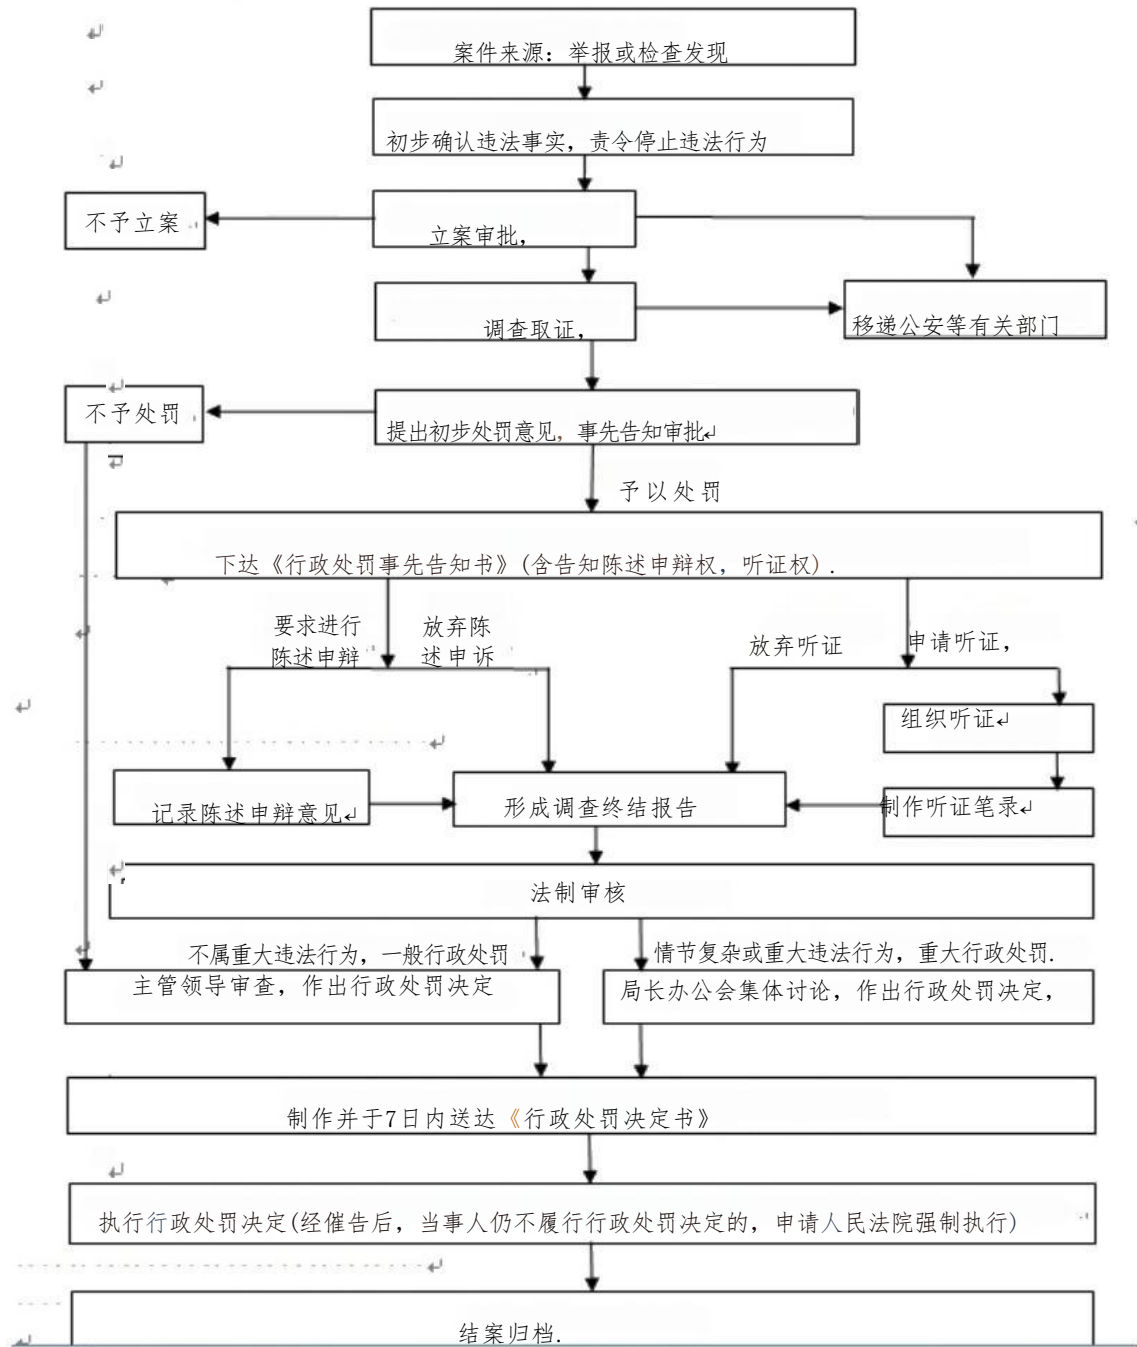 案件来源：举报或检查发现
初步确认违法事实，责令停止违法行为
不予立案
立案审批，
调查取证，
移递公安等有关部门
不予处罚
提出初步处罚意见，事先告知审批↲
予以处罚
下达《行政处罚事先告知书》(含告知陈述申辩权，听证权).
要求进行
陈述申辩
放弃陈
述申诉
放弃听证
申请听证，
组织听证↲
记录陈述申辩意见↲
形成调查终结报告
制作听证笔录↲
法制审核
不属重大违法行为，一般行政处罚
情节复杂或重大违法行为，重大行政处罚.
主管领导审查，作出行政处罚决定
局长办公会集体讨论，作出行政处罚决定，
制作并于7日内送达《行政处罚决定书》
执行行政处罚决定(经催告后，当事人仍不履行行政处罚决定的，申请人民法院强制执行)
结案归档.